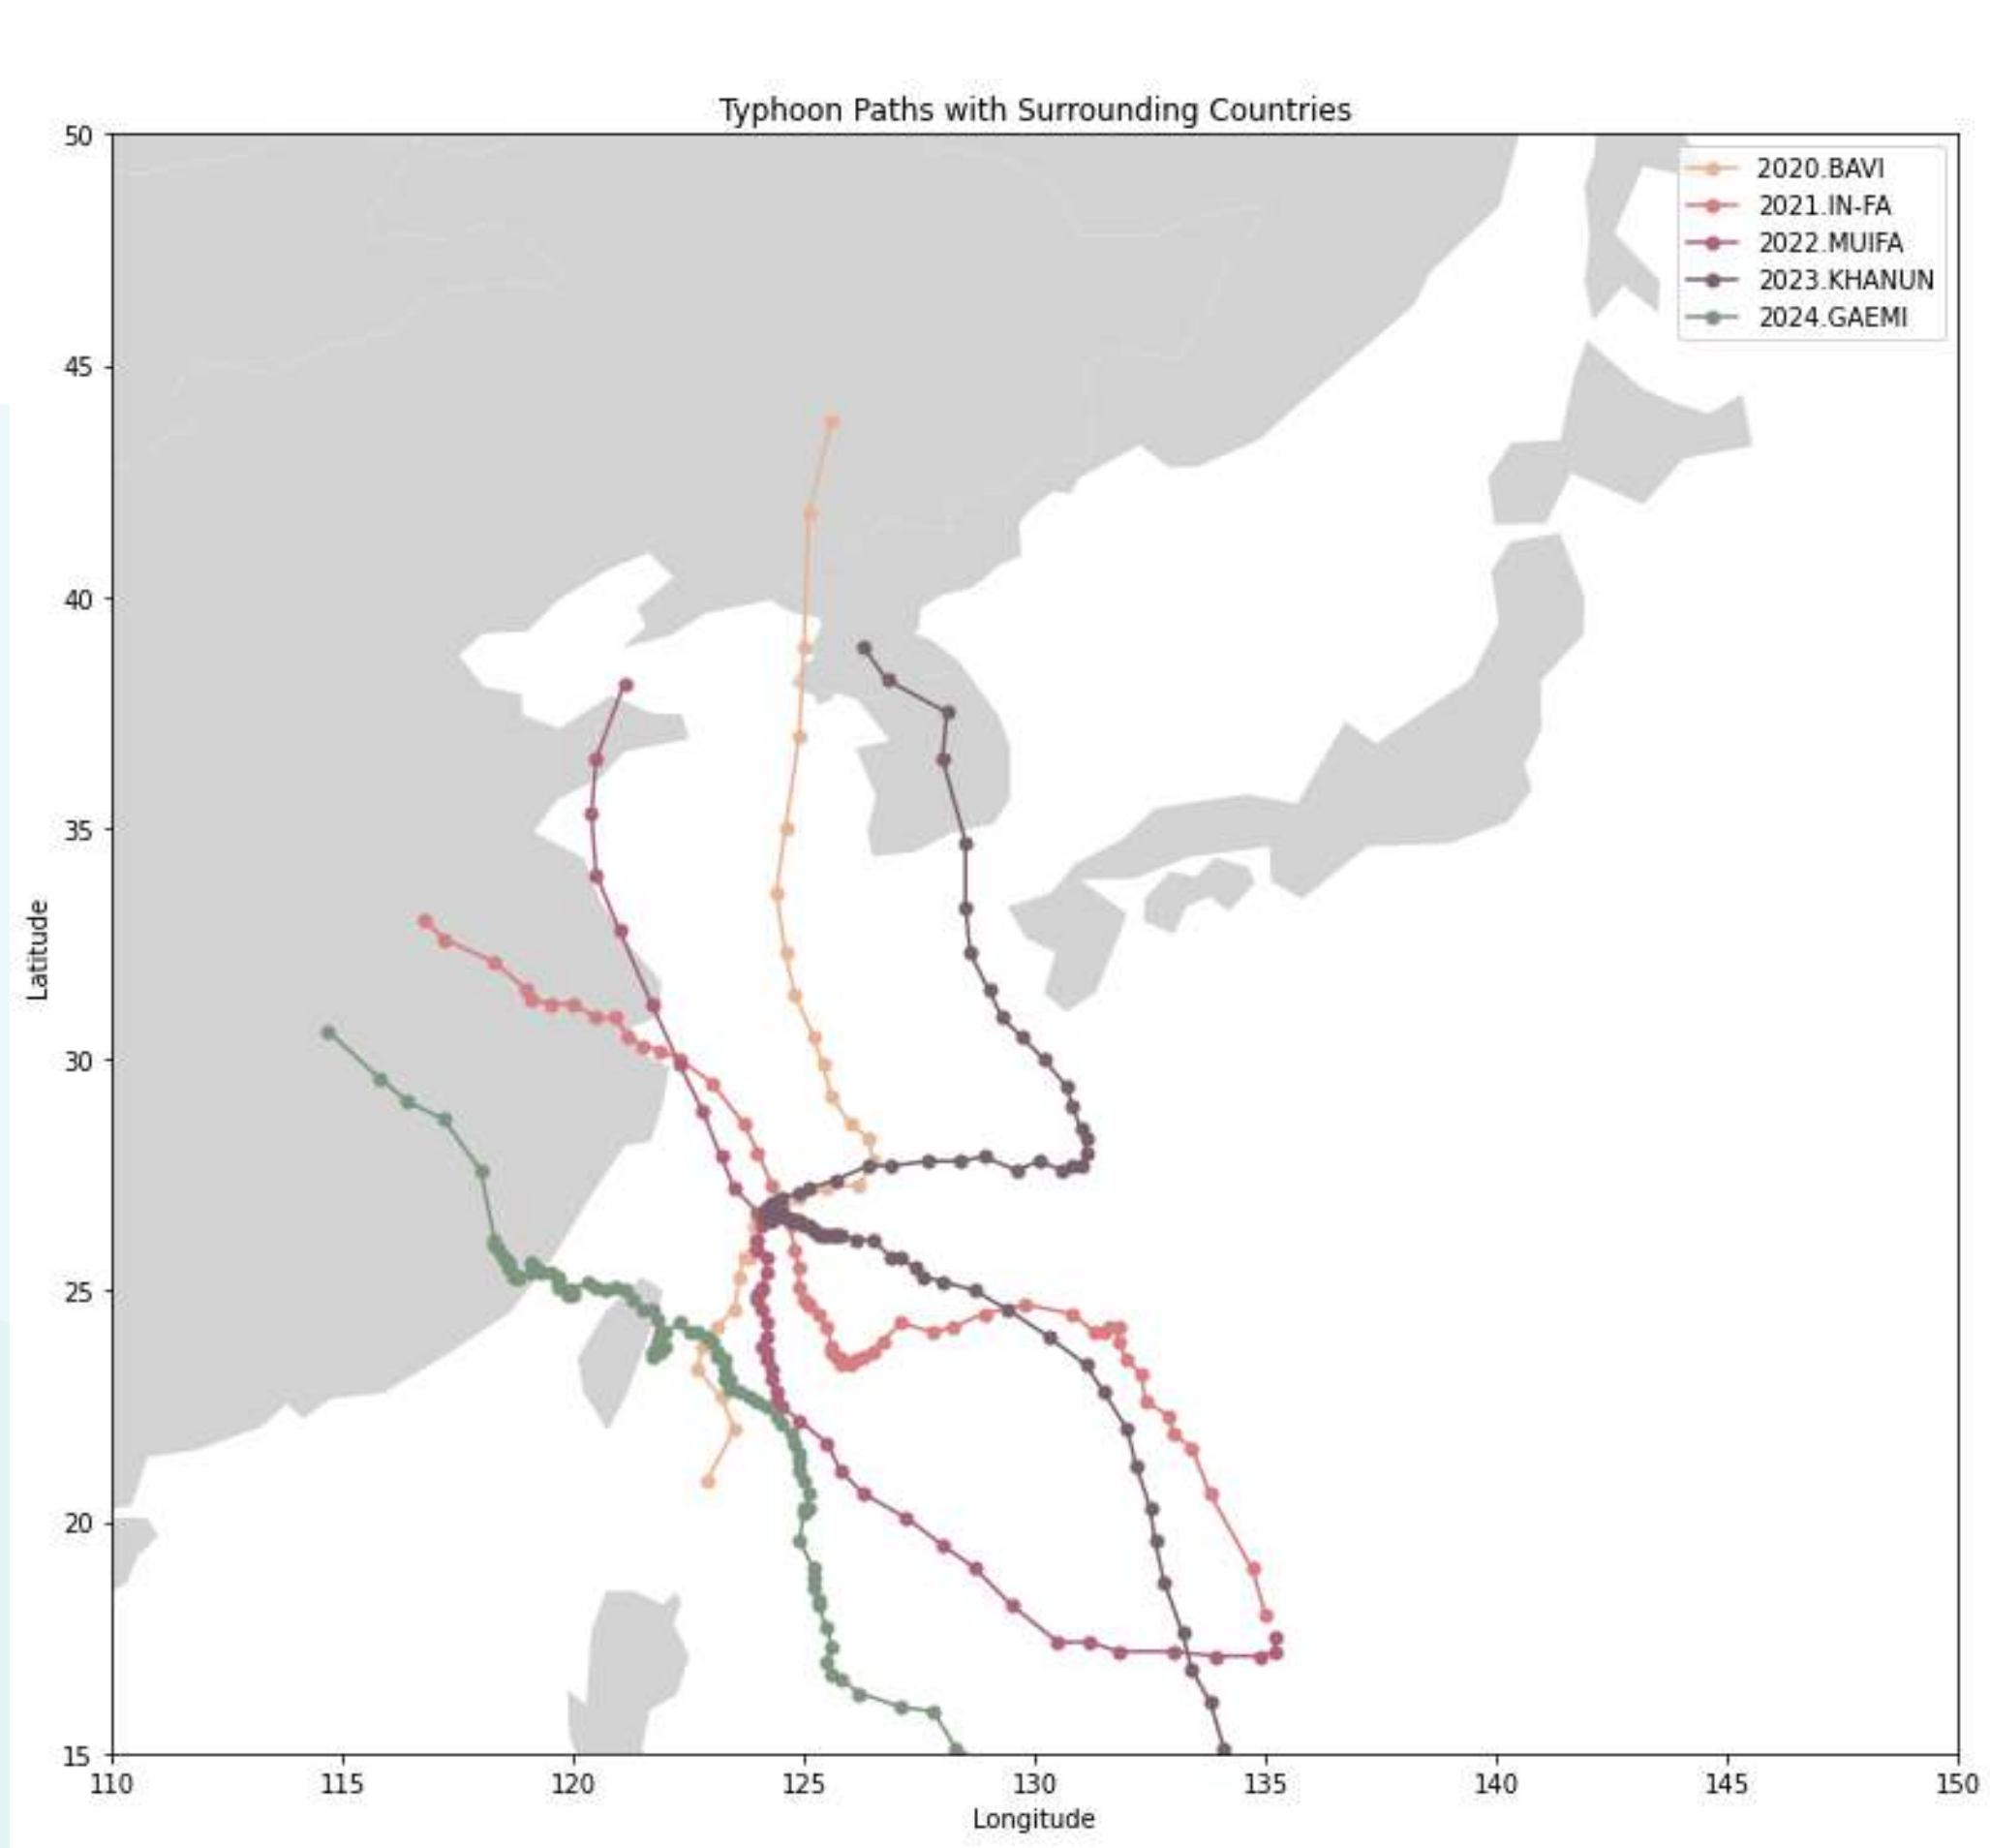 Typhoon Paths with Surrounding Countries
2020.BAVI
2021.IN-FA
2022.MUIFA
2023.KHANUN
2024.GAEMI
50
45
40
35
30
25
20
15
Latitude
110 115 120 125 130 135 140 145 150
Longitude